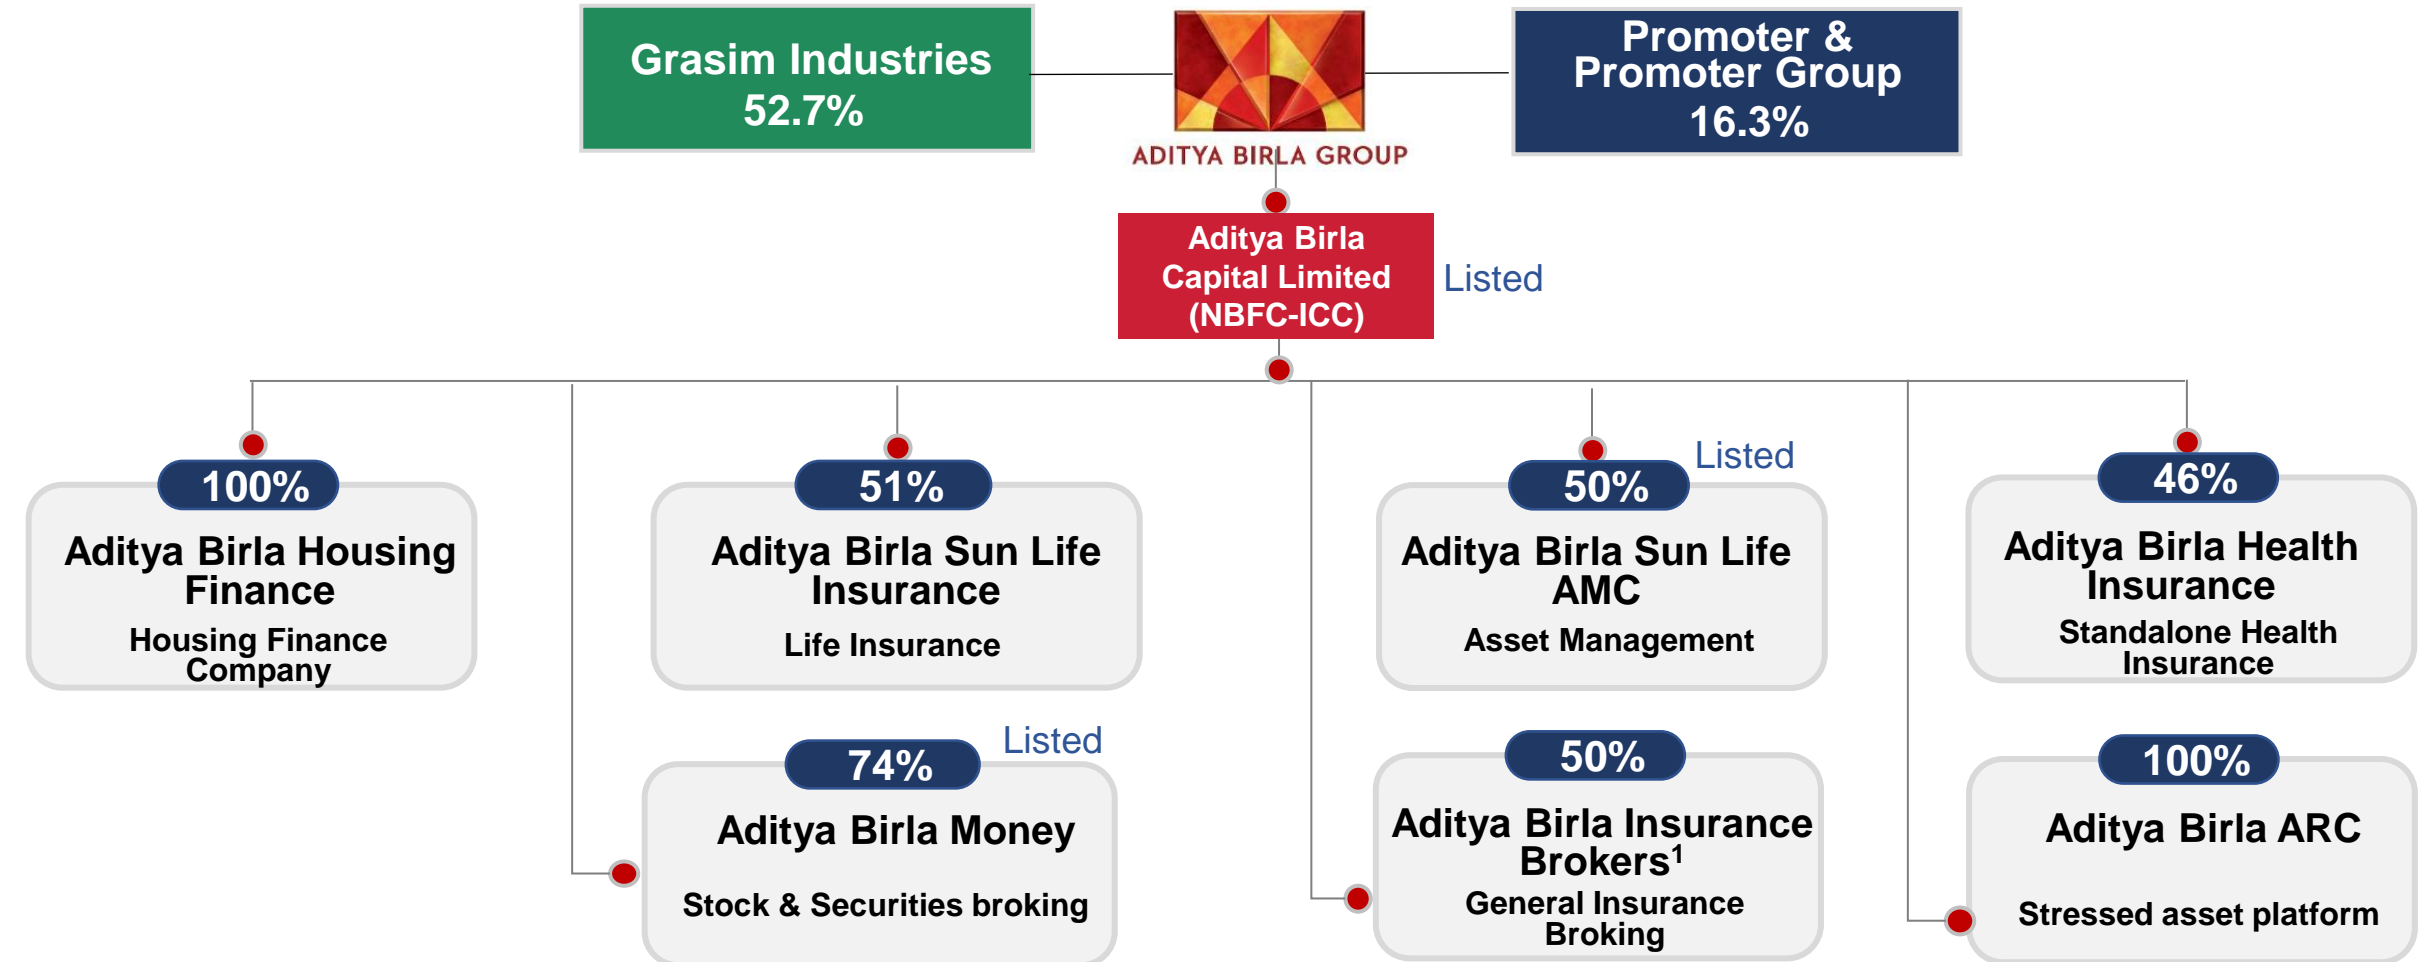 Grasim Industries
52.7%
ADITYA BIRLA GROUP
Promoter &
Promoter Group
16.3%
Aditya Birla
Capital Limited
(NBFC-ICC)
Listed
100%
Aditya Birla Housing
Finance
Housing Finance
Company
51%
Aditya Birla Sun Life
Insurance
Life Insurance
Listed
50%
Aditya Birla Sun Life
AMC
Asset Management
46%
Aditya Birla Health
Insurance
Standalone Health
Insurance
Listed
74%
Aditya Birla Money
Stock & Securities broking
50%
Aditya Birla Insurance
Brokers¹
General Insurance
Broking
100%
Aditya Birla ARC
Stressed asset platform